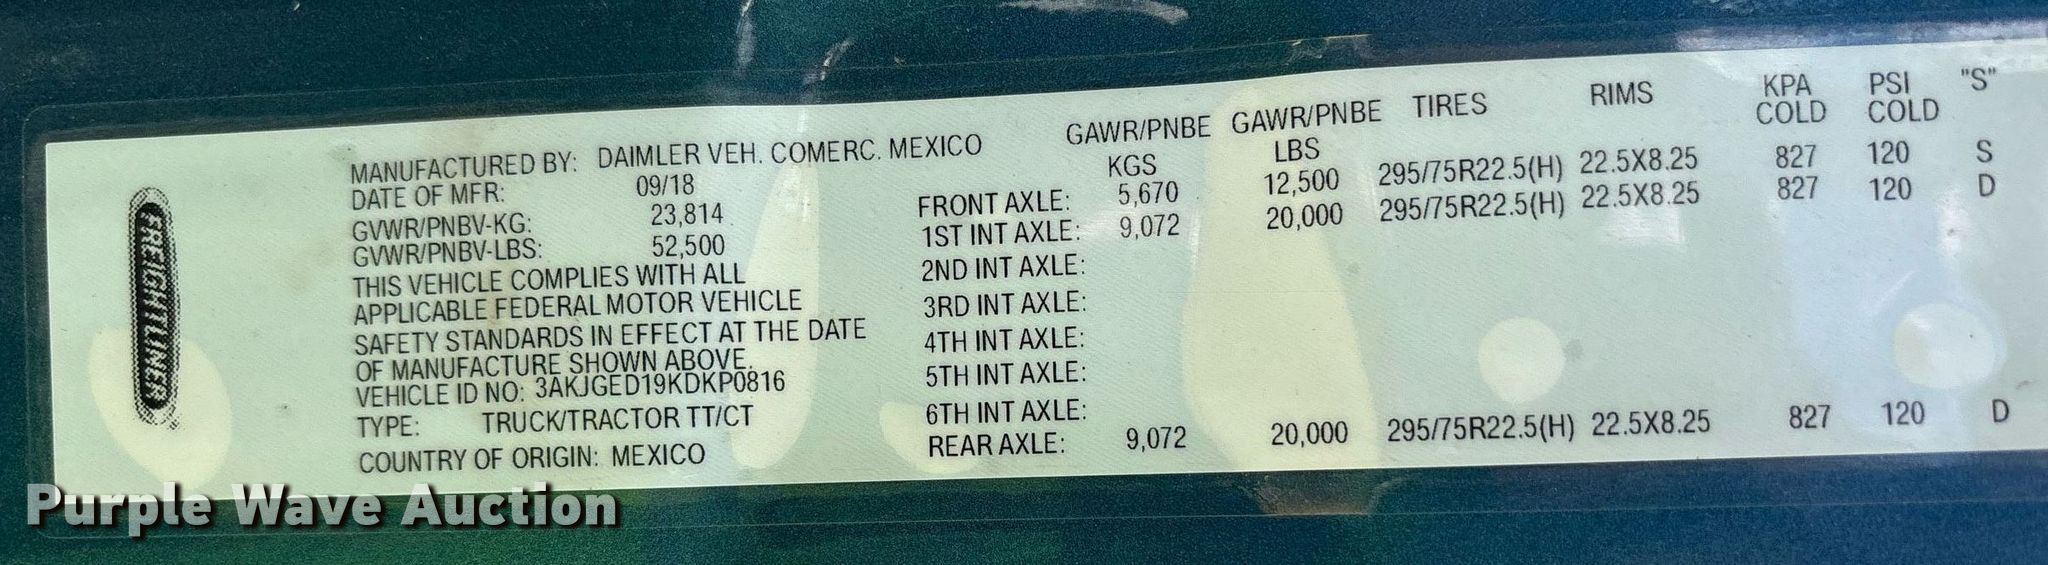 FREIGHTLINER
MANUFACTURED BY: DAIMLER VEH. COMERC. MEXICO
DATE OF MFR: 09/18
GVWR/PNBV-KG: 23,814
GVWR/PNBV-LBS: 52,500
THIS VEHICLE COMPLIES WITH ALL
APPLICABLE FEDERAL MOTOR VEHICLE
SAFETY STANDARDS IN EFFECT AT THE DATE
OF MANUFACTURE SHOWN ABOVE.
VEHICLE ID NO: 3AKJGED19KDKP0816
TYPE: TRUCK/TRACTOR TT/CT
COUNTRY OF ORIGIN: MEXICO
GAWR/PNBE GAWR/PNBE TIRES RIMS KPA PSI "S"
KGS LBS COLD COLD
FRONT AXLE: 5,670 12,500 295/75R22.5(H) 22.5X8.25 827 120 S
1ST INT AXLE: 9,072 20,000 295/75R22.5(H) 22.5X8.25 827 120 D
2ND INT AXLE:
3RD INT AXLE:
4TH INT AXLE:
5TH INT AXLE:
6TH INT AXLE:
REAR AXLE: 9,072 20,000 295/75R22.5(H) 22.5X8.25 827 120 D
Purple Wave Auction